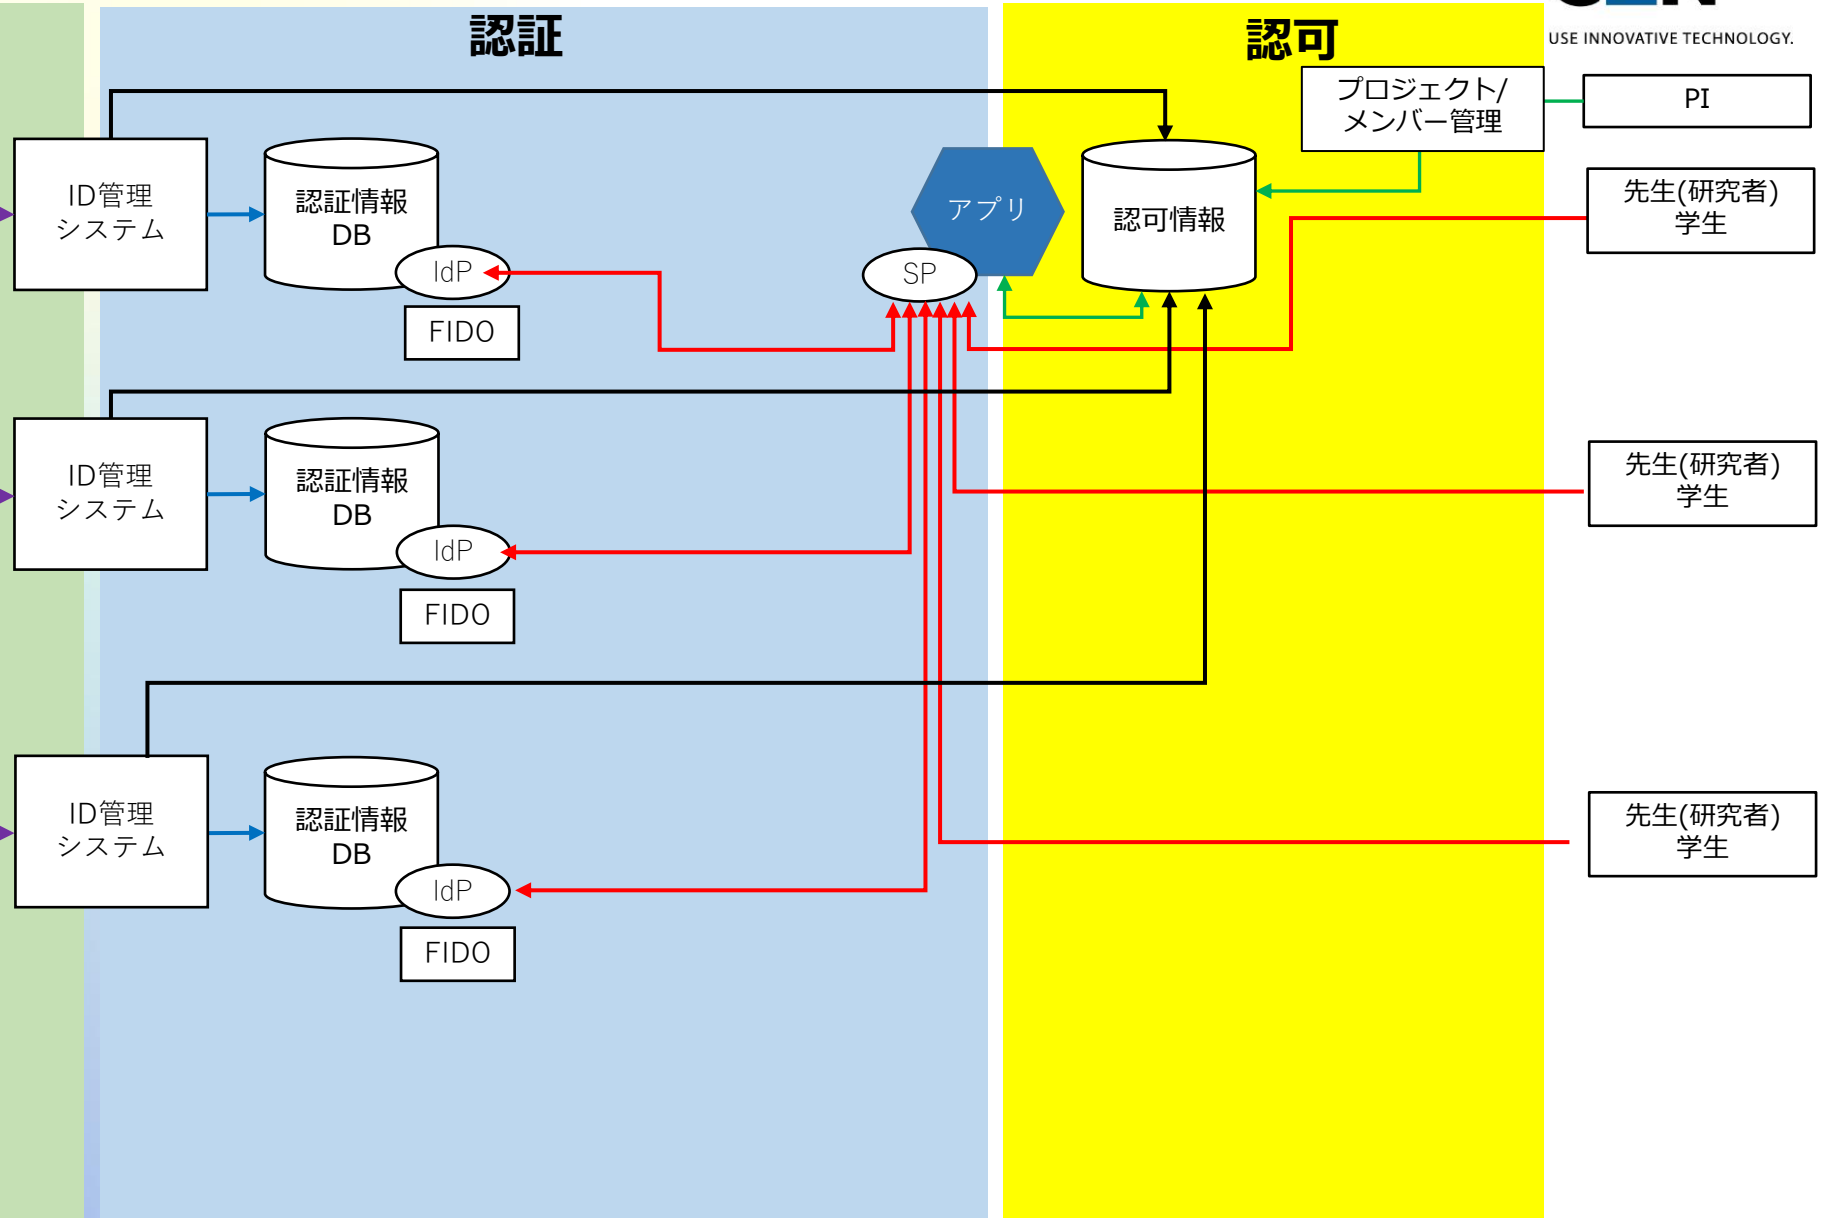 認証
認可
USE INNOVATIVE TECHNOLOGY.
プロジェクト/
メンバー管理
PI
ID管理
システム
認証情報
DB
IdP
FIDO
アプリ
SP
認可情報
先生(研究者)
学生
ID管理
システム
認証情報
DB
IdP
FIDO
先生(研究者)
学生
ID管理
システム
認証情報
DB
IdP
FIDO
先生(研究者)
学生